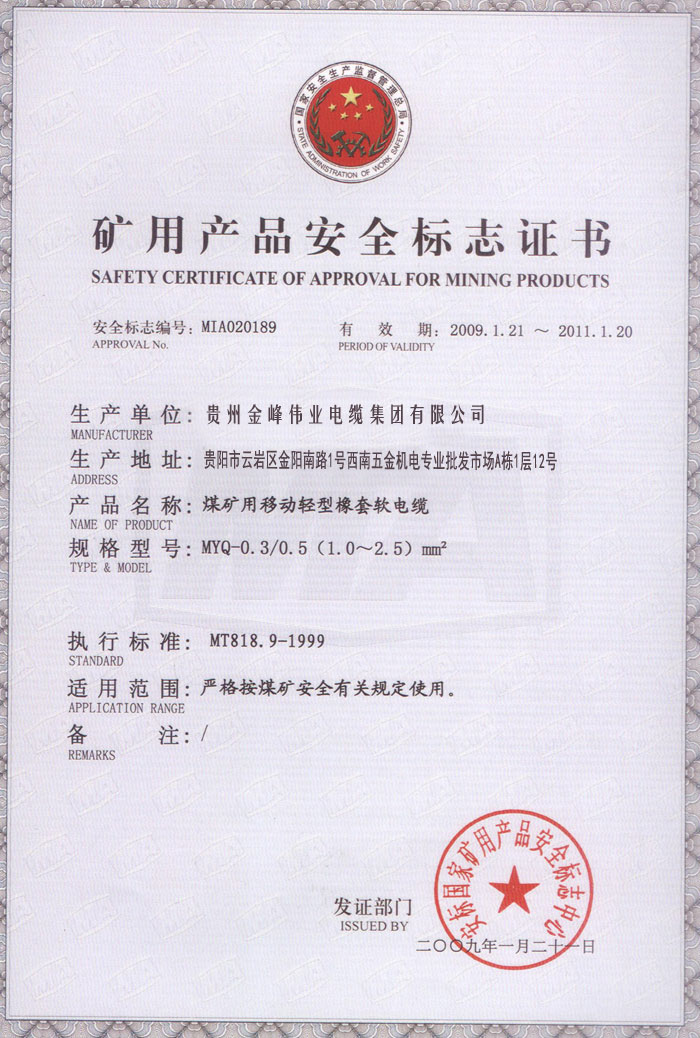 国家安全生产监督管理总局
STATE ADMINISTRATION OF WORK SAFETY
矿用产品安全标志证书
SAFETY CERTIFICATE OF APPROVAL FOR MINING PRODUCTS
安全标志编号: MIA020189 有 效 期: 2009.1.21 ～ 2011.1.20
APPROVAL No. PERIOD OF VALIDITY
生产单位: 贵州金峰伟业电缆集团有限公司
MANUFACTURER
生产地址: 贵阳市云岩区金阳南路1号西南五金机电专业批发市场A栋1层12号
ADDRESS
产品名称: 煤矿用移动轻型橡套软电缆
NAME OF PRODUCT
规格型号: MYQ-0.3/0.5（1.0～2.5）mm²
TYPE & MODEL
执行标准: MT818.9-1999
STANDARD
适用范围: 严格按煤矿安全有关规定使用。
APPLICATION RANGE
备 注: /
REMARKS
安标国家矿用产品安全标志中心
发证部门
ISSUED BY
二〇〇九年一月二十一日